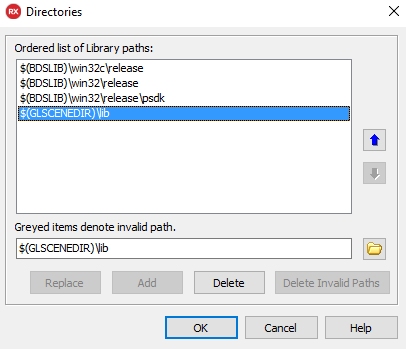 RX Directories
Ordered list of Library paths:
$(BDSLIB)\win32c\release
$(BDSLIB)\win32\release
$(BDSLIB)\win32\release\psdk
$(GLSCENEDIR)\lib
Greyed items denote invalid path.
$(GLSCENEDIR)\lib
Replace Add Delete Delete Invalid Paths
OK Cancel Help